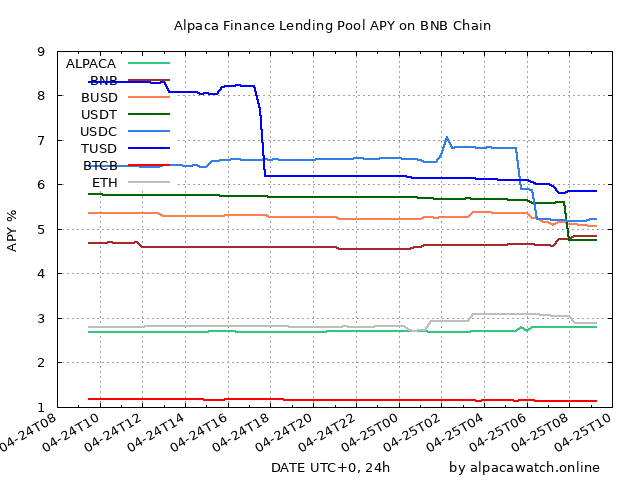 Alpaca Finance Lending Pool APY on BNB Chain
APY %
9
8
7
6
5
4
3
2
1
ALPACA
BNB
BUSD
USDT
USDC
TUSD
BTCB
ETH
04-24T08
04-24T10
04-24T12
04-24T14
04-24T16
04-24T18
04-24T20
04-24T22
04-25T00
04-25T02
04-25T04
04-25T06
04-25T08
04-25T10
DATE UTC+0, 24h
by alpacawatch.online